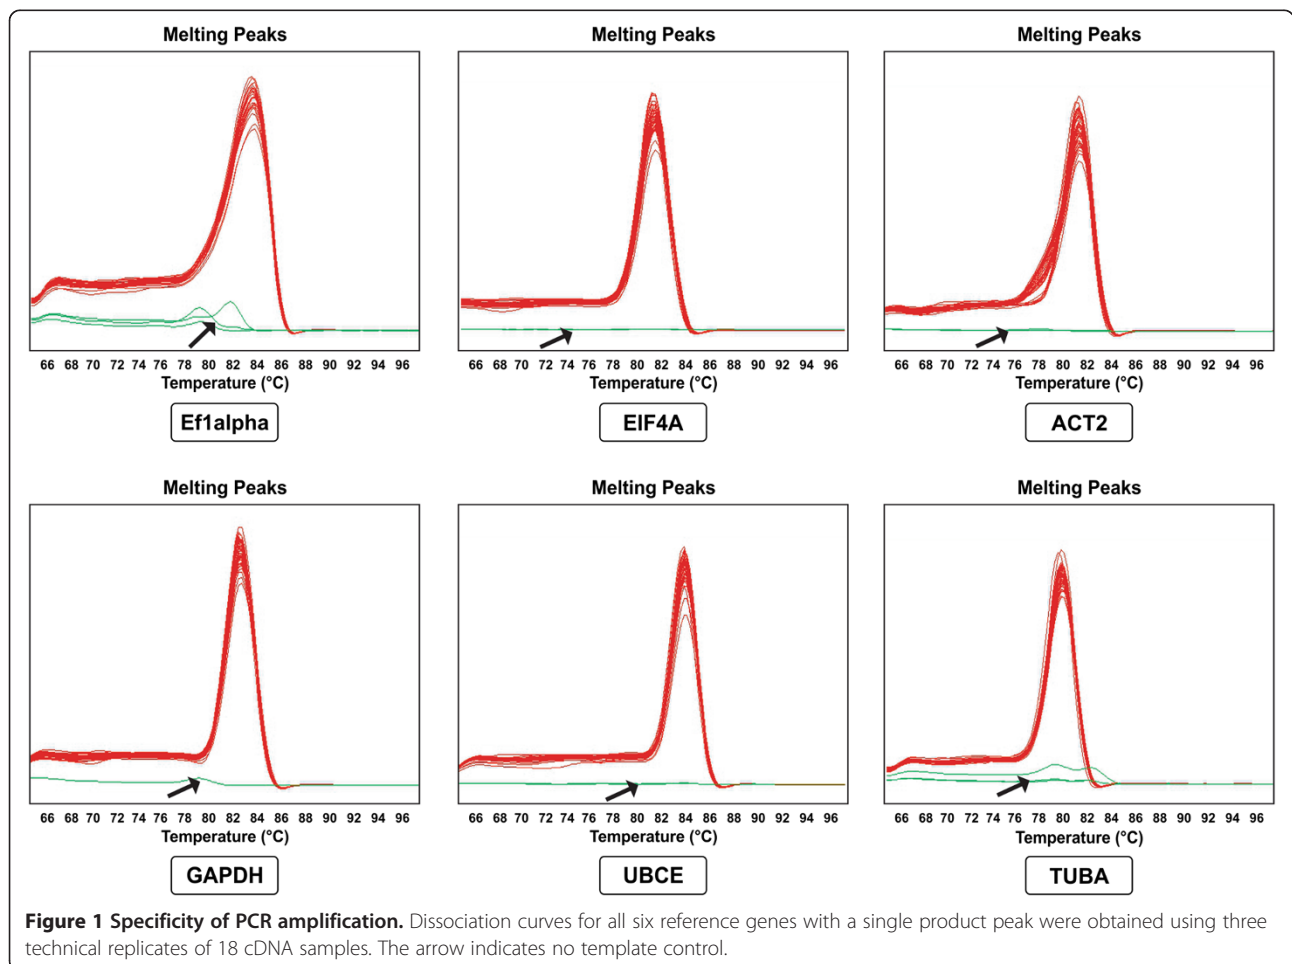 Melting Peaks Melting Peaks Melting Peaks
66 68 70 72 74 76 78 80 82 84 86 88 90 92 94 96 66 68 70 72 74 76 78 80 82 84 86 88 90 92 94 96 66 68 70 72 74 76 78 80 82 84 86 88 90 92 94 96
Temperature (°C) Temperature (°C) Temperature (°C)
Ef1alpha EIF4A ACT2
Melting Peaks Melting Peaks Melting Peaks
66 68 70 72 74 76 78 80 82 84 86 88 90 92 94 96 66 68 70 72 74 76 78 80 82 84 86 88 90 92 94 96 66 68 70 72 74 76 78 80 82 84 86 88 90 92 94 96
Temperature (°C) Temperature (°C) Temperature (°C)
GAPDH UBCE TUBA
Figure 1 Specificity of PCR amplification. Dissociation curves for all six reference genes with a single product peak were obtained using three
technical replicates of 18 cDNA samples. The arrow indicates no template control.